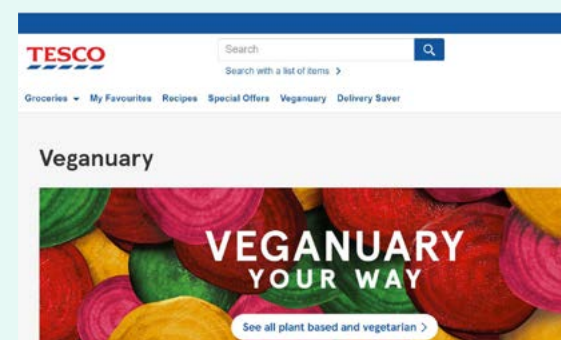 TESCO
Search
Search with a list of items >
Groceries My Favourites Recipes Special Offers Veganuary Delivery Saver
Veganuary
VEGANUARY
YOUR WAY
See all plant based and vegetarian >